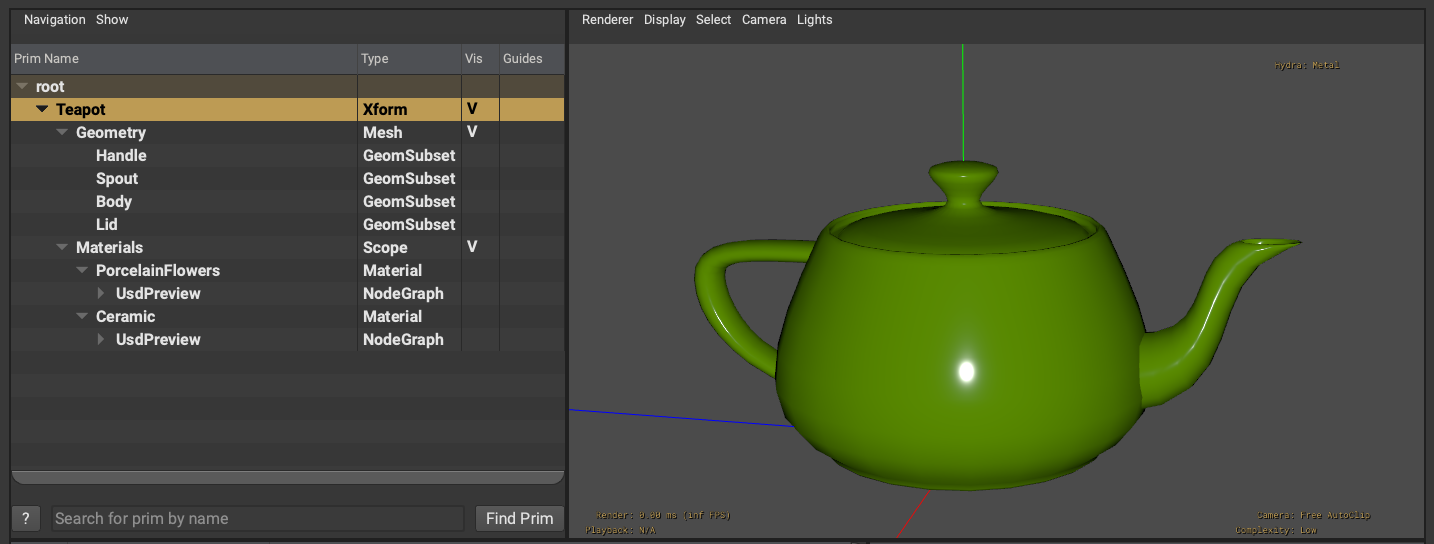 Navigation Show
Prim Name Type Vis Guides
root
Teapot Xform V
Geometry Mesh V
Handle GeomSubset
Spout GeomSubset
Body GeomSubset
Lid GeomSubset
Materials Scope V
PorcelainFlowers Material
UsdPreview NodeGraph
Ceramic Material
UsdPreview NodeGraph
? Search for prim by name Find Prim
Renderer Display Select Camera Lights
Hydra: Metal
Render: 0.00 ms (inf FPS)
Playback: N/A
Camera: Free AutoClip
Complexity: Low